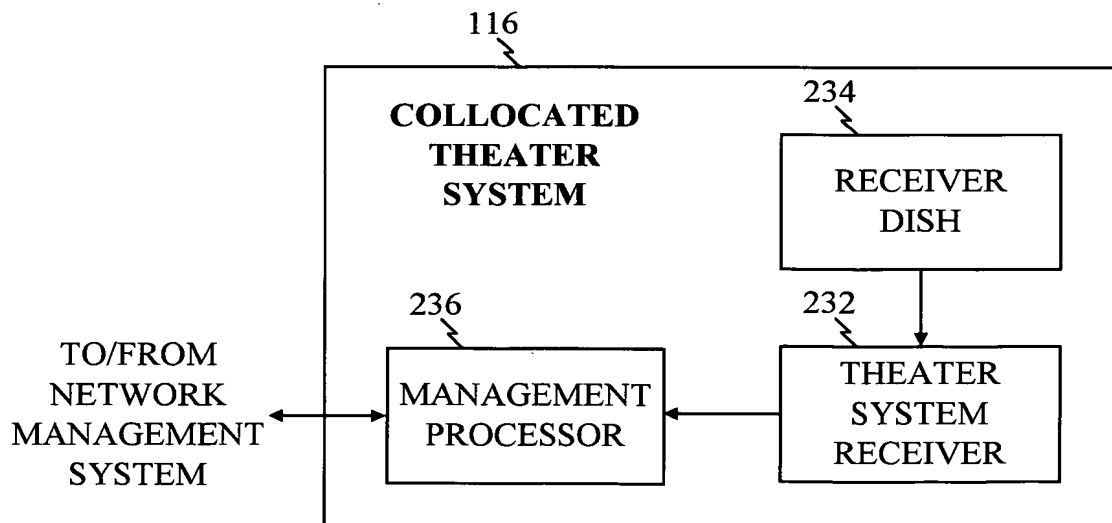 116
COLLOCATED
THEATER
SYSTEM
234
RECEIVER
DISH
236
232
TO/FROM
NETWORK
MANAGEMENT
SYSTEM
MANAGEMENT
PROCESSOR
THEATER
SYSTEM
RECEIVER